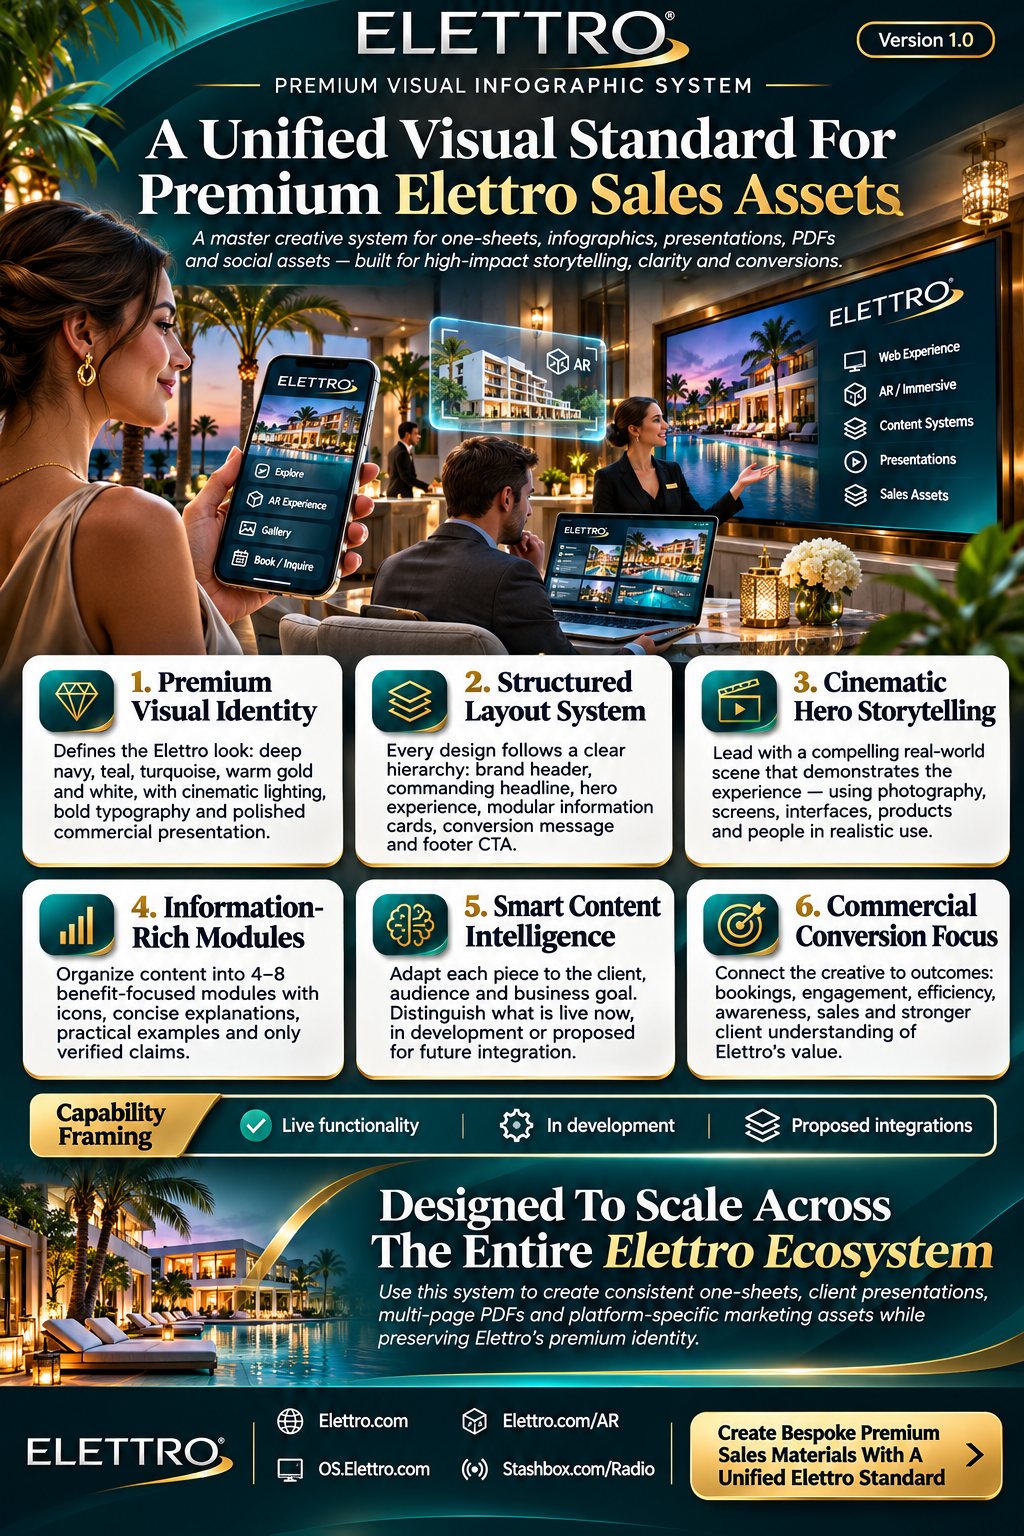 ELETTRO®
Version 1.0
PREMIUM VISUAL INFOGRAPHIC SYSTEM
A Unified Visual Standard For
Premium Elettro Sales Assets
A master creative system for one-sheets, infographics, presentations, PDFs
and social assets — built for high-impact storytelling, clarity and conversions.
ELETTRO
Explore
AR Experience
Gallery
Book / Inquire
AR
ELETTRO
ELETTRO
Web Experience
AR / Immersive
Content Systems
Presentations
Sales Assets
1. Premium
Visual Identity
Defines the Elettro look: deep
navy, teal, turquoise, warm gold
and white, with cinematic lighting,
bold typography and polished
commercial presentation.
2. Structured
Layout System
Every design follows a clear
hierarchy: brand header,
commanding headline, hero
experience, modular information
cards, conversion message
and footer CTA.
3. Cinematic
Hero Storytelling
Lead with a compelling real-world
scene that demonstrates the
experience — using photography,
screens, interfaces, products
and people in realistic use.
4. Information-
Rich Modules
Organize content into 4–8
benefit-focused modules with
icons, concise explanations,
practical examples and only
verified claims.
5. Smart Content
Intelligence
Adapt each piece to the client,
audience and business goal.
Distinguish what is live now,
in development or proposed
for future integration.
6. Commercial
Conversion Focus
Connect the creative to outcomes:
bookings, engagement, efficiency,
awareness, sales and stronger
client understanding of
Elettro's value.
Capability
Framing
Live functionality
In development
Proposed integrations
Designed To Scale Across
The Entire Elettro Ecosystem
Use this system to create consistent one-sheets, client presentations,
multi-page PDFs and platform-specific marketing assets while
preserving Elettro's premium identity.
ELETTRO®
Elettro.com
Elettro.com/AR
OS.Elettro.com
Stashbox.com/Radio
Create Bespoke Premium
Sales Materials With A
Unified Elettro Standard